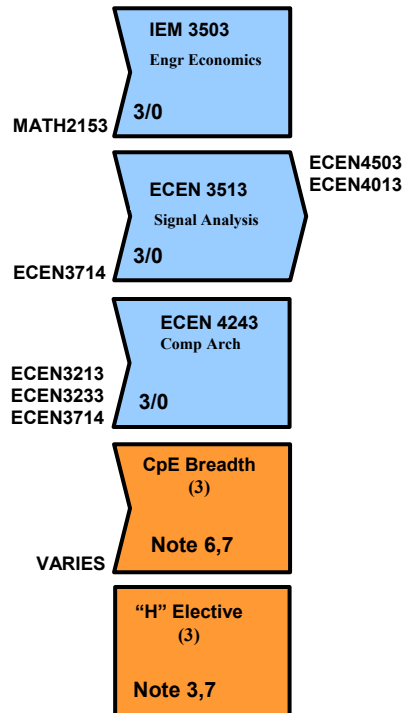 IEM 3503
Engr Economics
3/0
MATH2153
ECEN4503
ECEN4013
ECEN 3513
Signal Analysis
3/0
ECEN3714
ECEN 4243
Comp Arch
ECEN3213
ECEN3233
ECEN3714
3/0
CpE Breadth
(3)
Note 6,7
VARIES
“H” Elective
(3)
Note 3,7